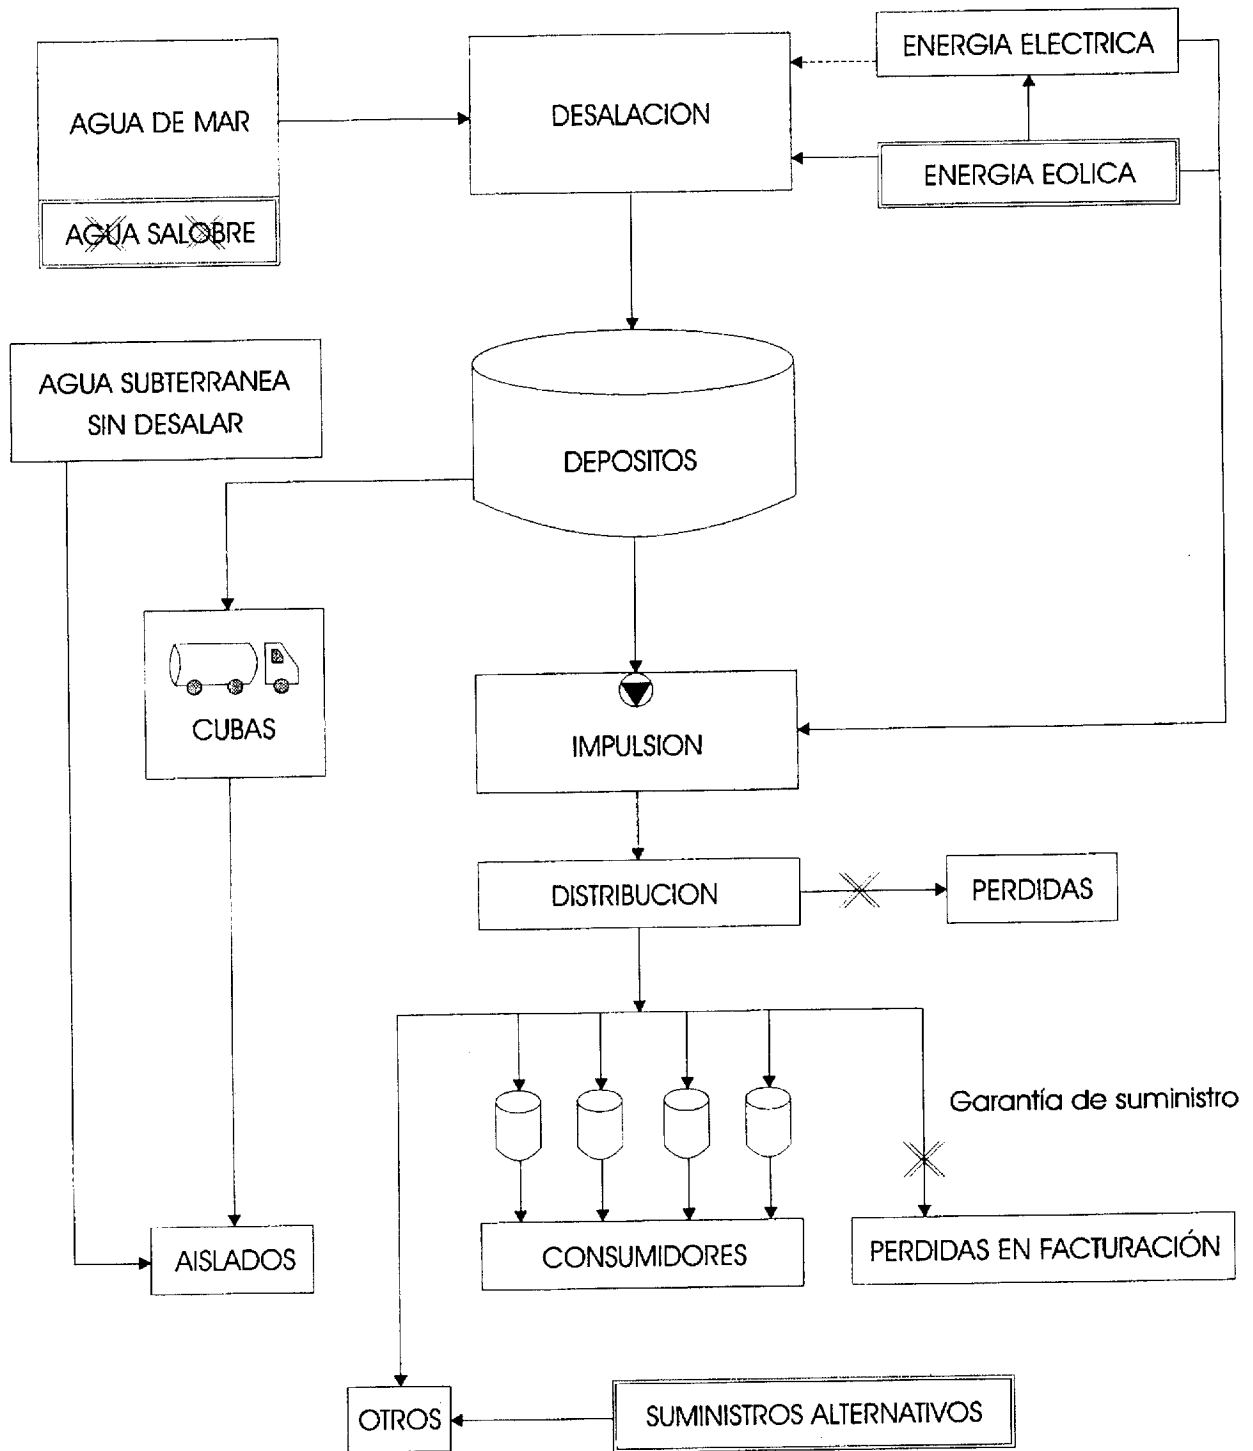 ENERGIA ELECTRICA
AGUA DE MAR
DESALACION
ENERGIA EOLICA
AGUA SALOBRE
AGUA SUBTERRANEA
SIN DESALAR
DEPOSITOS
CUBAS
IMPULSION
DISTRIBUCION
PERDIDAS
Garantía de suministro
AISLADOS
CONSUMIDORES
PERDIDAS EN FACTURACIÓN
OTROS
SUMINISTROS ALTERNATIVOS